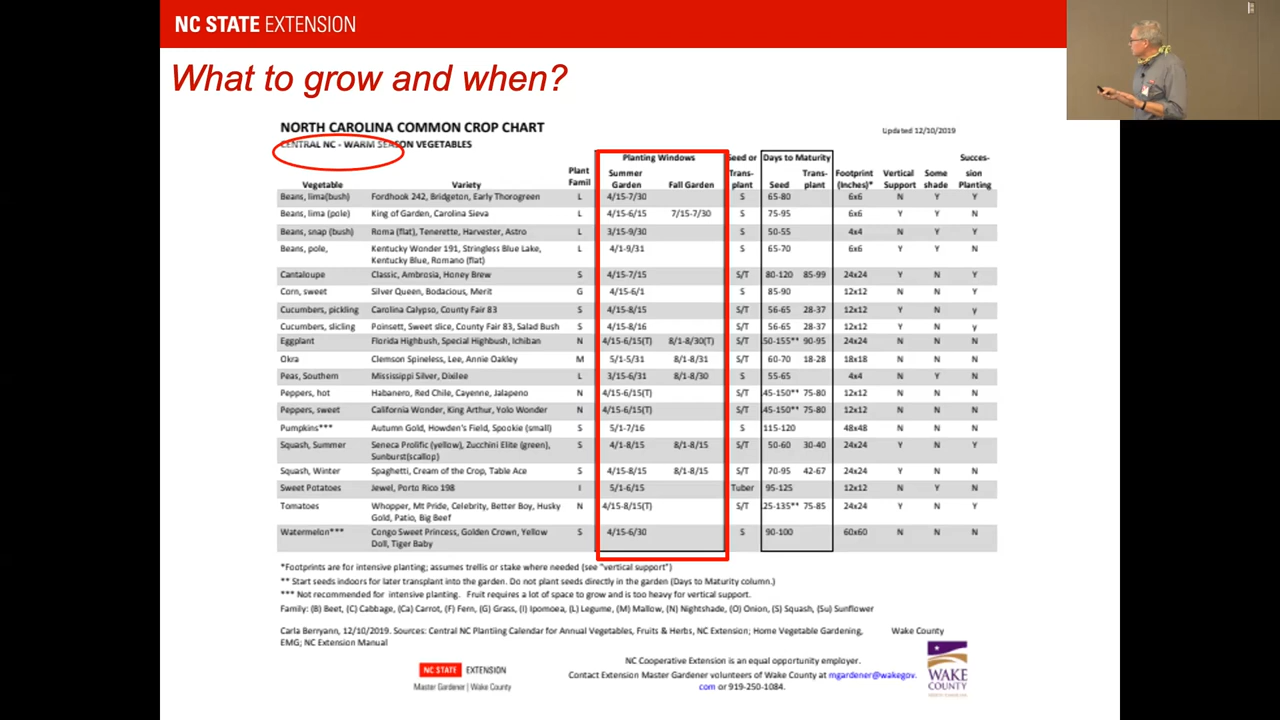 NC STATE EXTENSION
What to grow and when?
NORTH CAROLINA COMMON CROP CHART
Updated 12/10/2019
CENTRAL NC - WARM SEASON VEGETABLES
Planting Windows Seed or Days to Maturity Succes-
Plant Summer Trans- Trans- Footprint Vertical Some sion
Vegetable Variety Famil Garden Fall Garden plant Seed plant (Inches)* Support shade Planting
Beans, lima(bush) Fordhook 242, Bridgeton, Early Thorogreen L 4/15-7/30 S 65-80 6x6 N Y Y
Beans, lima (pole) King of Garden, Carolina Sieva L 4/15-6/15 7/15-7/30 S 75-95 6x6 Y Y N
Beans, snap (bush) Roma (flat), Tenerette, Harvester, Astro L 3/15-9/30 S 50-55 4x4 N Y Y
Beans, pole, Kentucky Wonder 191, Stringless Blue Lake, L 4/1-9/31 S 65-70 6x6 Y Y N
Kentucky Blue, Romano (flat)
Cantaloupe Classic, Ambrosia, Honey Brew S 4/15-7/15 S/T 80-120 85-99 24x24 Y N Y
Corn, sweet Silver Queen, Bodacious, Merit G 4/15-6/1 S 85-90 12x12 N N Y
Cucumbers, pickling Carolina Calypso, County Fair 83 S 4/15-8/15 S/T 56-65 28-37 12x12 Y N y
Cucumbers, slicling Poinsett, Sweet slice, County Fair 83, Salad Bush S 4/15-8/16 S/T 56-65 28-37 12x12 Y N y
Eggplant Florida Highbush, Special Highbush, Ichiban N 4/15-6/15(T) 8/1-8/30(T) S/T 50-155** 90-95 24x24 N N N
Okra Clemson Spineless, Lee, Annie Oakley M 5/1-5/31 8/1-8/31 S/T 60-70 18-28 18x18 N N N
Peas, Southern Mississippi Silver, Dixilee L 3/15-6/31 8/1-8/30 S 55-65 4x4 N Y N
Peppers, hot Habanero, Red Chile, Cayenne, Jalapeno N 4/15-6/15(T) S/T 45-150** 75-80 12x12 N N N
Peppers, sweet California Wonder, King Arthur, Yolo Wonder N 4/15-6/15(T) S/T 45-150** 75-80 12x12 N N N
Pumpkins*** Autumn Gold, Howden's Field, Spookie (small) S 5/1-7/16 S 115-120 48x48 N N N
Squash, Summer Seneca Prolific (yellow), Zucchini Elite (green), S 4/1-8/15 8/1-8/15 S/T 50-60 30-40 24x24 Y N Y
Sunburst(scallop)
Squash, Winter Spaghetti, Cream of the Crop, Table Ace S 4/15-8/15 8/1-8/15 S/T 70-95 42-67 24x24 Y N N
Sweet Potatoes Jewel, Porto Rico 198 I 5/1-6/15 Tuber 95-125 12x12 N Y N
Tomatoes Whopper, Mt Pride, Celebrity, Better Boy, Husky N 4/15-8/15(T) S/T 25-135** 75-85 24x24 Y N Y
Gold, Patio, Big Beef
Watermelon*** Congo Sweet Princess, Golden Crown, Yellow S 4/15-6/30 S 90-100 60x60 N N N
Doll, Tiger Baby
*Footprints are for intensive planting; assumes trellis or stake where needed (see "vertical support")
** Start seeds indoors for later transplant into the garden. Do not plant seeds directly in the garden (Days to Maturity column.)
*** Not recommended for intensive planting. Fruit requires a lot of space to grow and is too heavy for vertical support.
Family: (B) Beet, (C) Cabbage, (Ca) Carrot, (F) Fern, (G) Grass, (I) Ipomoea, (L) Legume, (M) Mallow, (N) Nightshade, (O) Onion, (S) Squash, (Su) Sunflower
Carla Berryann, 12/10/2019. Sources: Central NC Plantiing Calendar for Annual Vegetables, Fruits & Herbs, NC Extension; Home Vegetable Gardening, Wake County
EMG; NC Extension Manual
NC STATE EXTENSION
Master Gardener | Wake County
NC Cooperative Extension is an equal opportunity employer.
Contact Extension Master Gardener volunteers of Wake County at mgardener@wakegov.
com or 919-250-1084.
WAKE
COUNTY